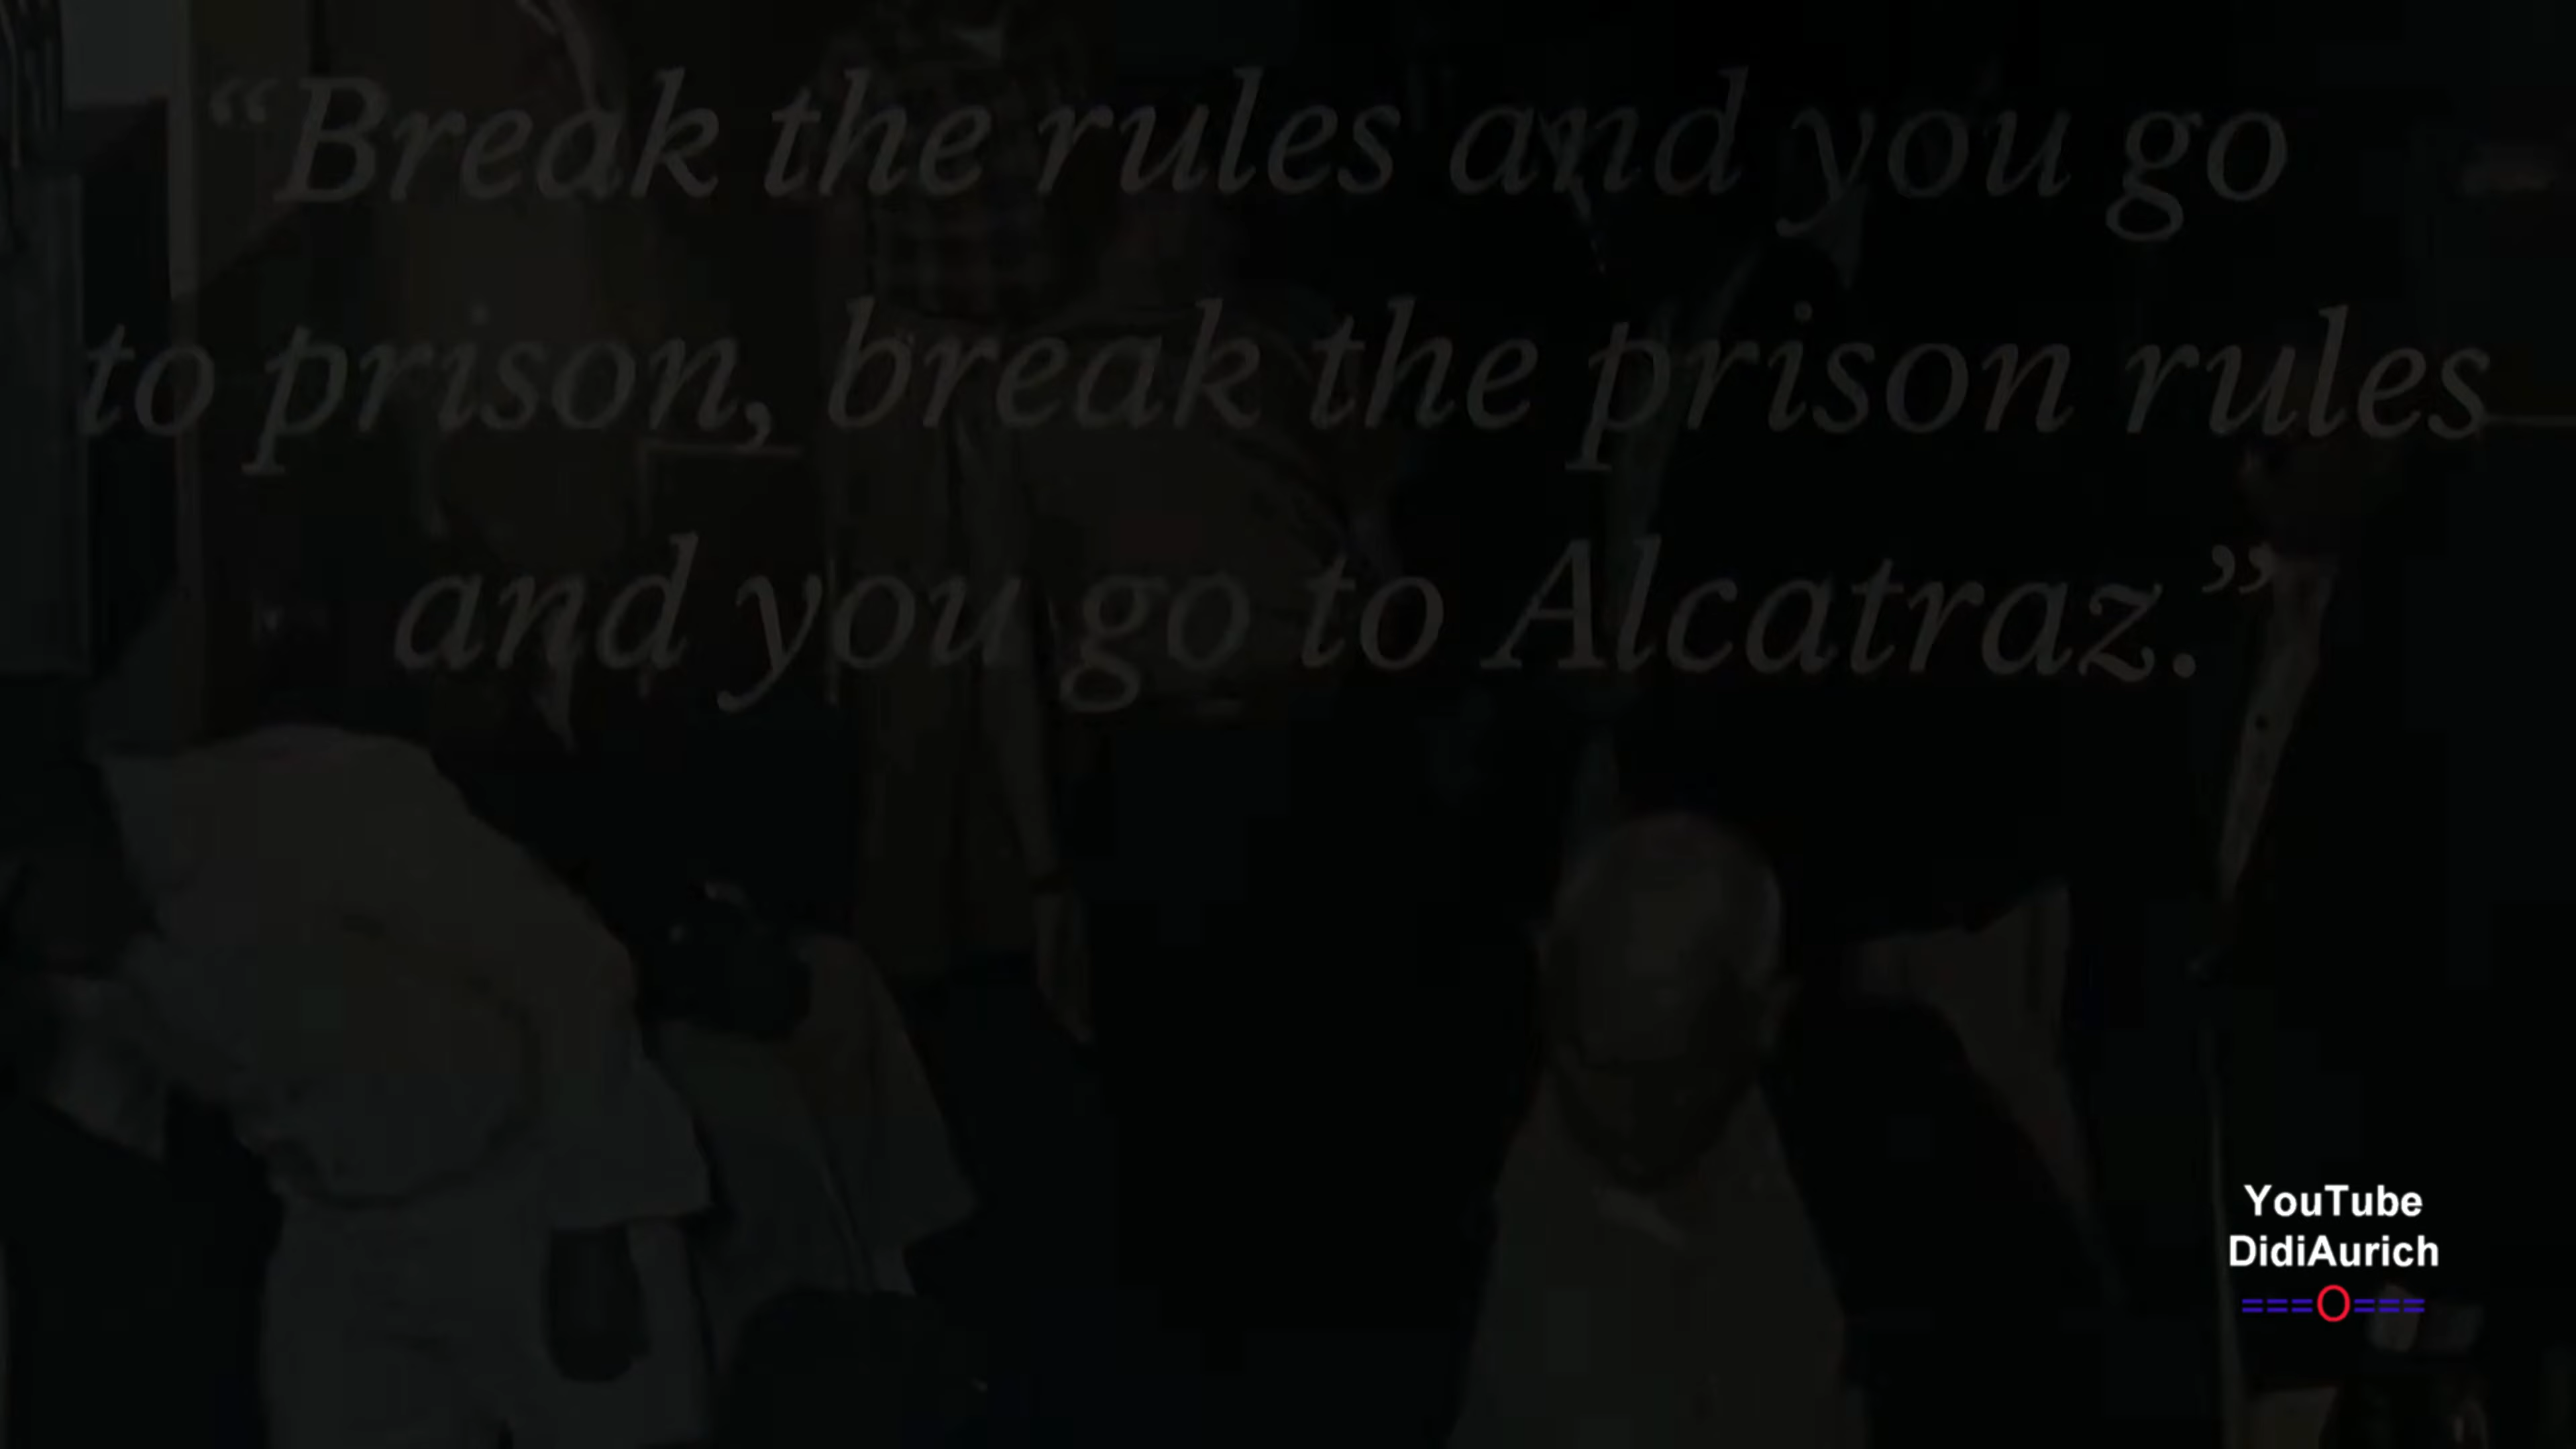 “Break the rules and you go
to prison, break the prison rules
and you go to Alcatraz.”
YouTube
DidiAurich
===O===